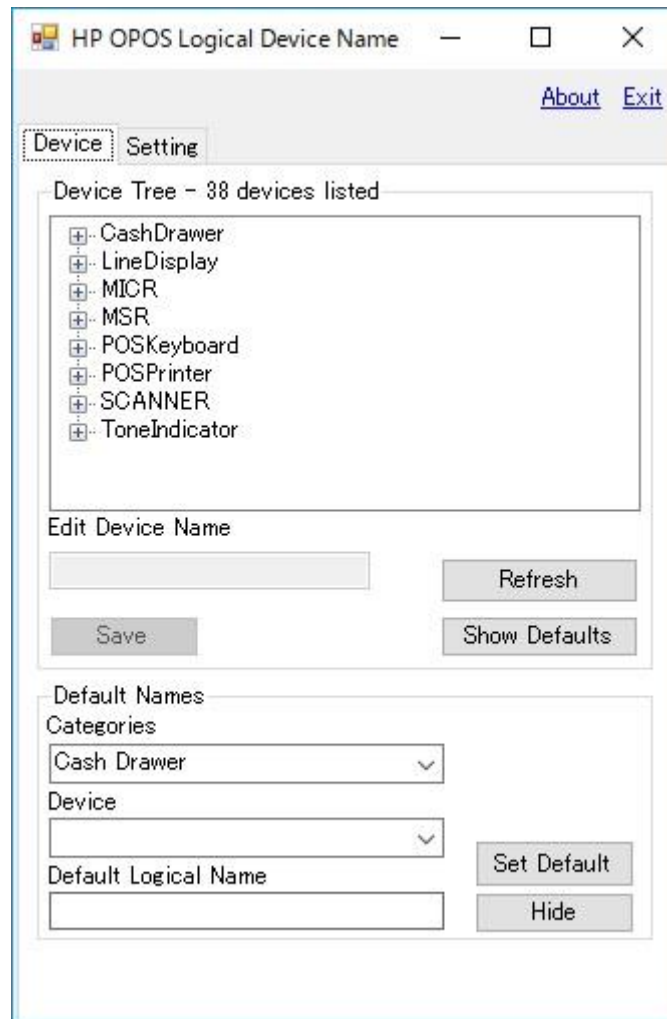 HP OPOS Logical Device Name
About Exit
Device Setting
Device Tree - 38 devices listed
CashDrawer
LineDisplay
MICR
MSR
POSKeyboard
POSPrinter
SCANNER
ToneIndicator
Edit Device Name
Refresh
Save Show Defaults
Default Names
Categories
Cash Drawer
Device
Set Default
Default Logical Name
Hide